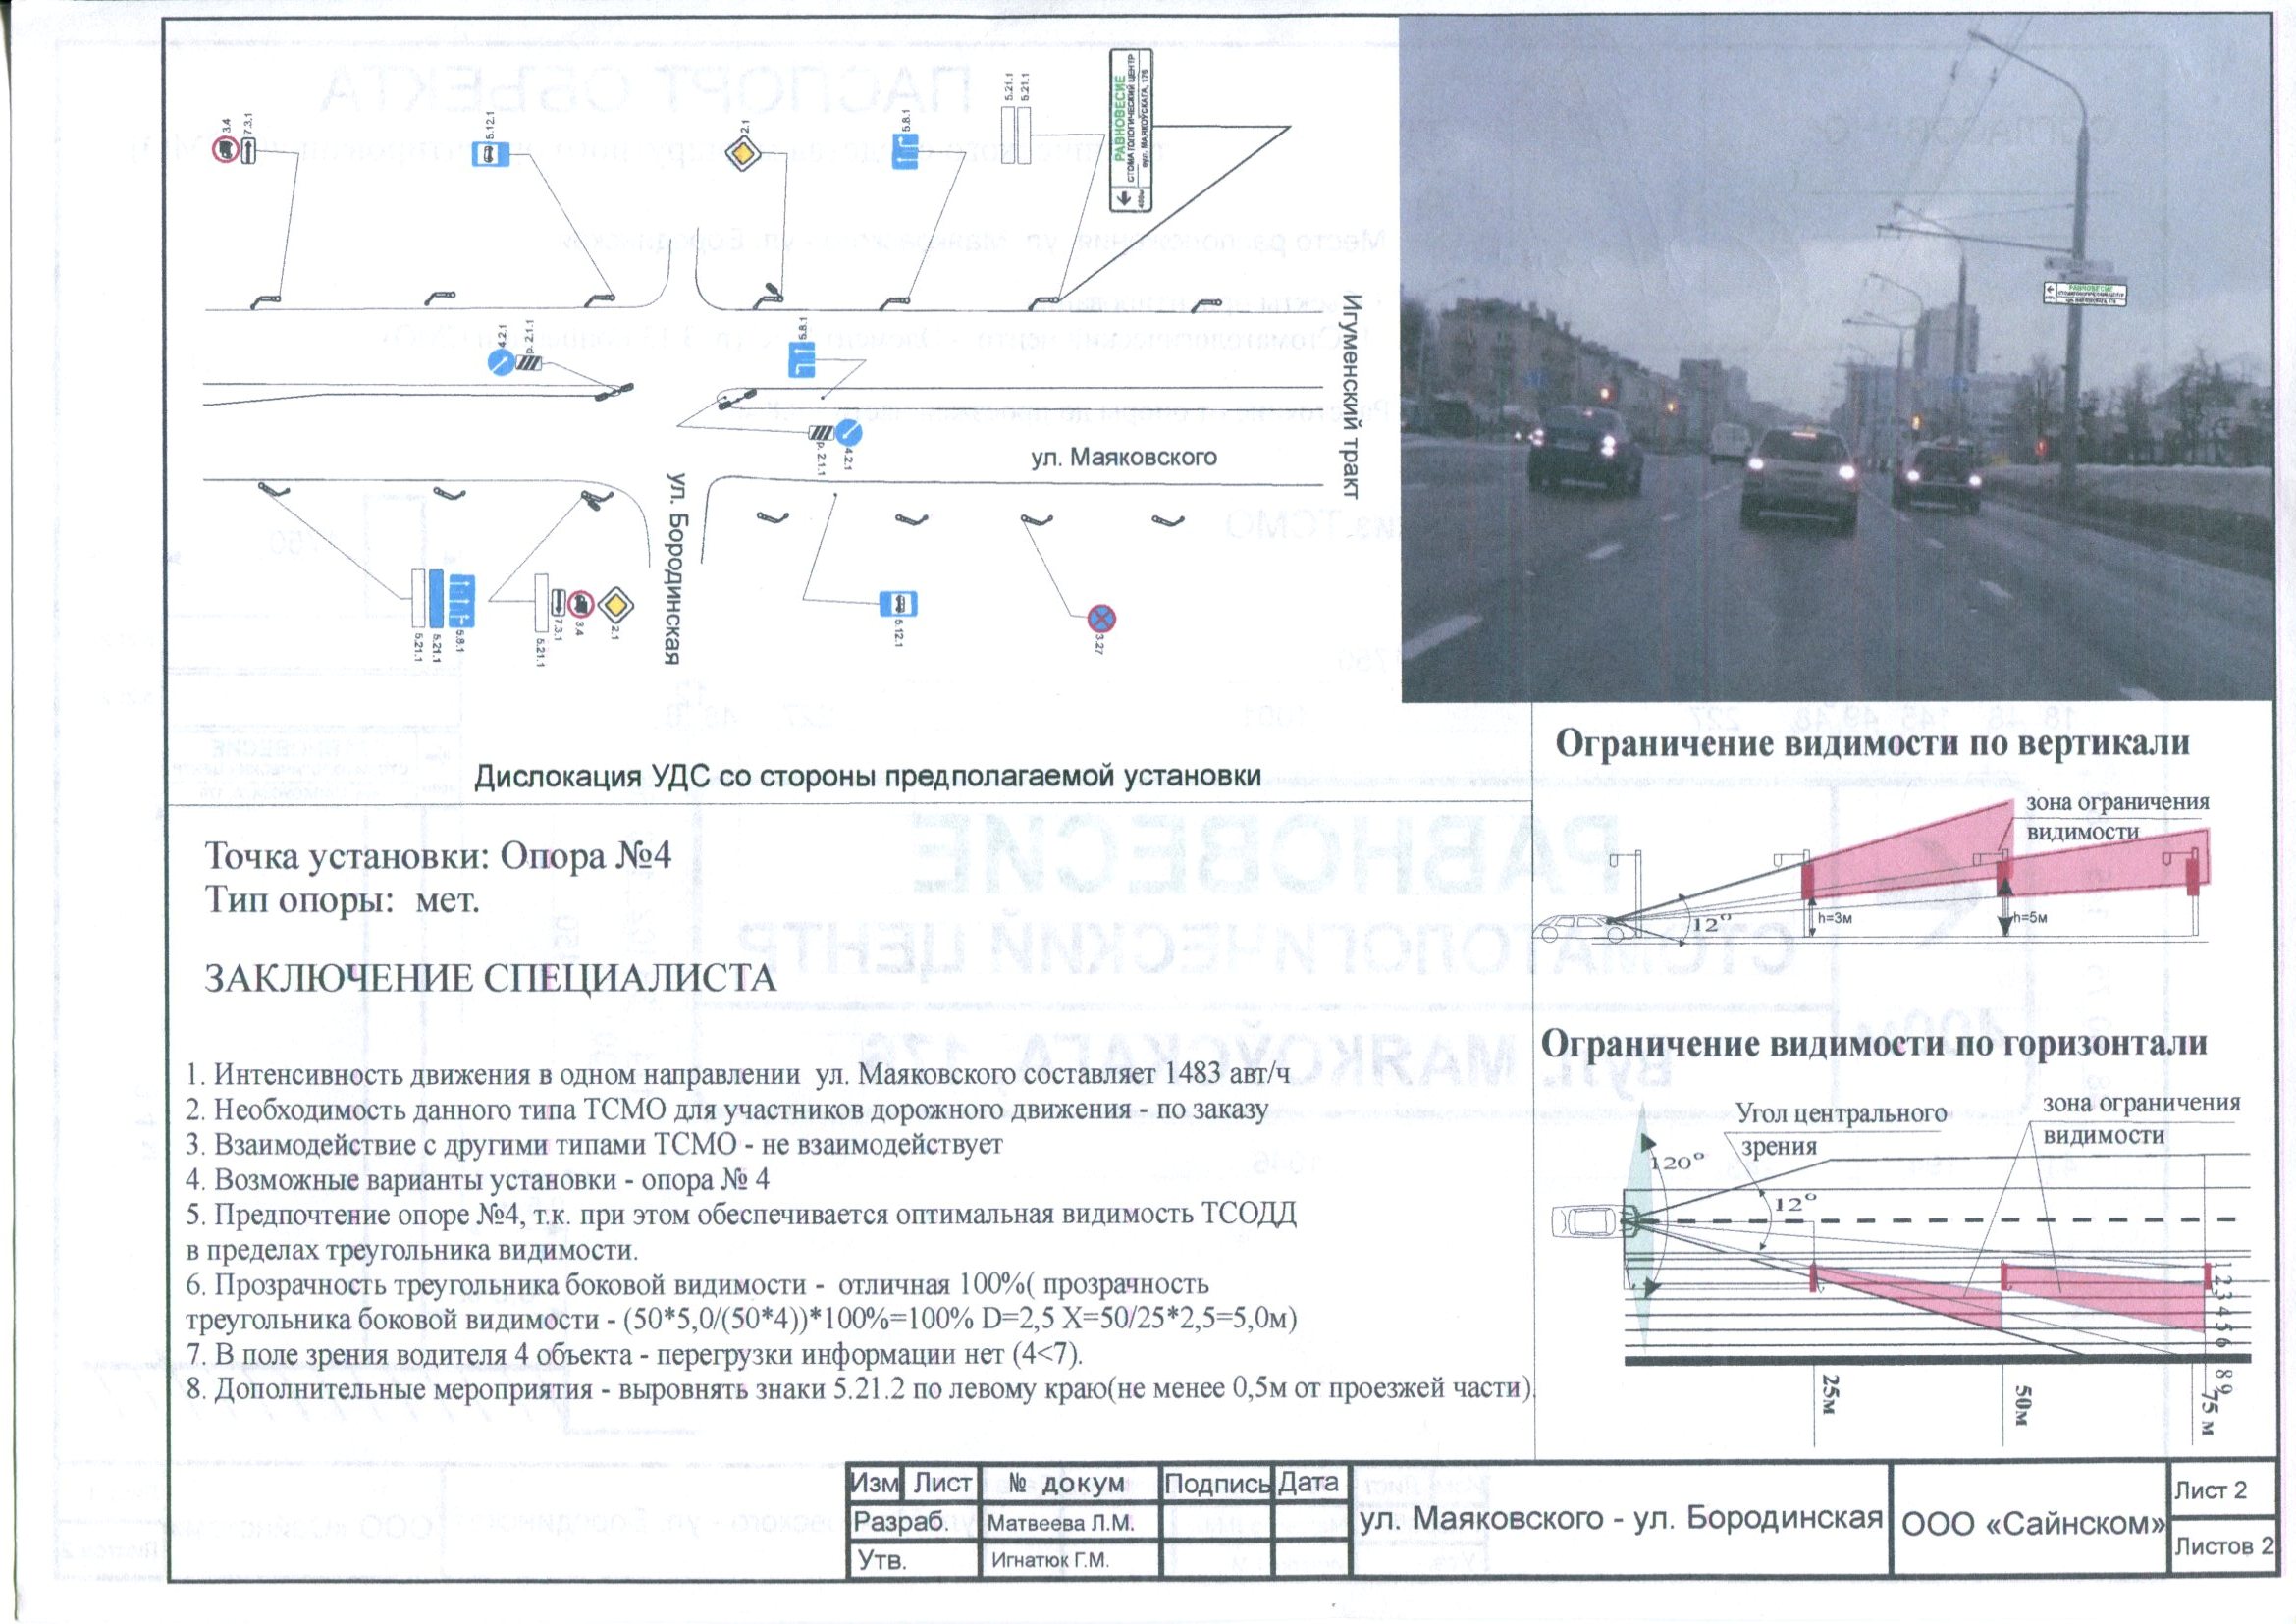 3.4
7.3.1
5.12.1
2.1
5.8.1
5.21.1
5.21.1
РАВНОВЕСИЕ
СТОМАТОЛОГИЧЕСКИЙ ЦЕНТР
вул. МАЯКОЎСКАГА, 176
400м
4.2.1
р. 2.1.1
5.8.1
р. 2.1.1
4.2.1
ул. Маяковского
Игуменский тракт
ул. Бородинская
5.21.1
5.21.1
5.8.1
5.21.1
7.3.1
3.4
2.1
5.12.1
3.27
Дислокация УДС со стороны предполагаемой установки
РАВНОВЕСИЕ
Точка установки: Опора №4
Тип опоры: мет.
ЗАКЛЮЧЕНИЕ СПЕЦИАЛИСТА
1. Интенсивность движения в одном направлении ул. Маяковского составляет 1483 авт/ч
2. Необходимость данного типа ТСМО для участников дорожного движения - по заказу
3. Взаимодействие с другими типами ТСМО - не взаимодействует
4. Возможные варианты установки - опора № 4
5. Предпочтение опоре №4, т.к. при этом обеспечивается оптимальная видимость ТСОДД
в пределах треугольника видимости.
6. Прозрачность треугольника боковой видимости - отличная 100%( прозрачность
треугольника боковой видимости - (50*5,0/(50*4))*100%=100% D=2,5 X=50/25*2,5=5,0м)
7. В поле зрения водителя 4 объекта - перегрузки информации нет (4<7).
8. Дополнительные мероприятия - выровнять знаки 5.21.2 по левому краю(не менее 0,5м от проезжей части).
Ограничение видимости по вертикали
зона ограничения
видимости
12°
h=3м
h=5м
Ограничение видимости по горизонтали
Угол центрального
зрения
зона ограничения
видимости
120°
12°
1 2 3 4 5 6 8 9
25м
50м
75 м
Изм Лист № докум Подпись Дата
Разраб. Матвеева Л.М.
Утв. Игнатюк Г.М.
ул. Маяковского - ул. Бородинская
ООО «Сайнском»
Лист 2
Листов 2